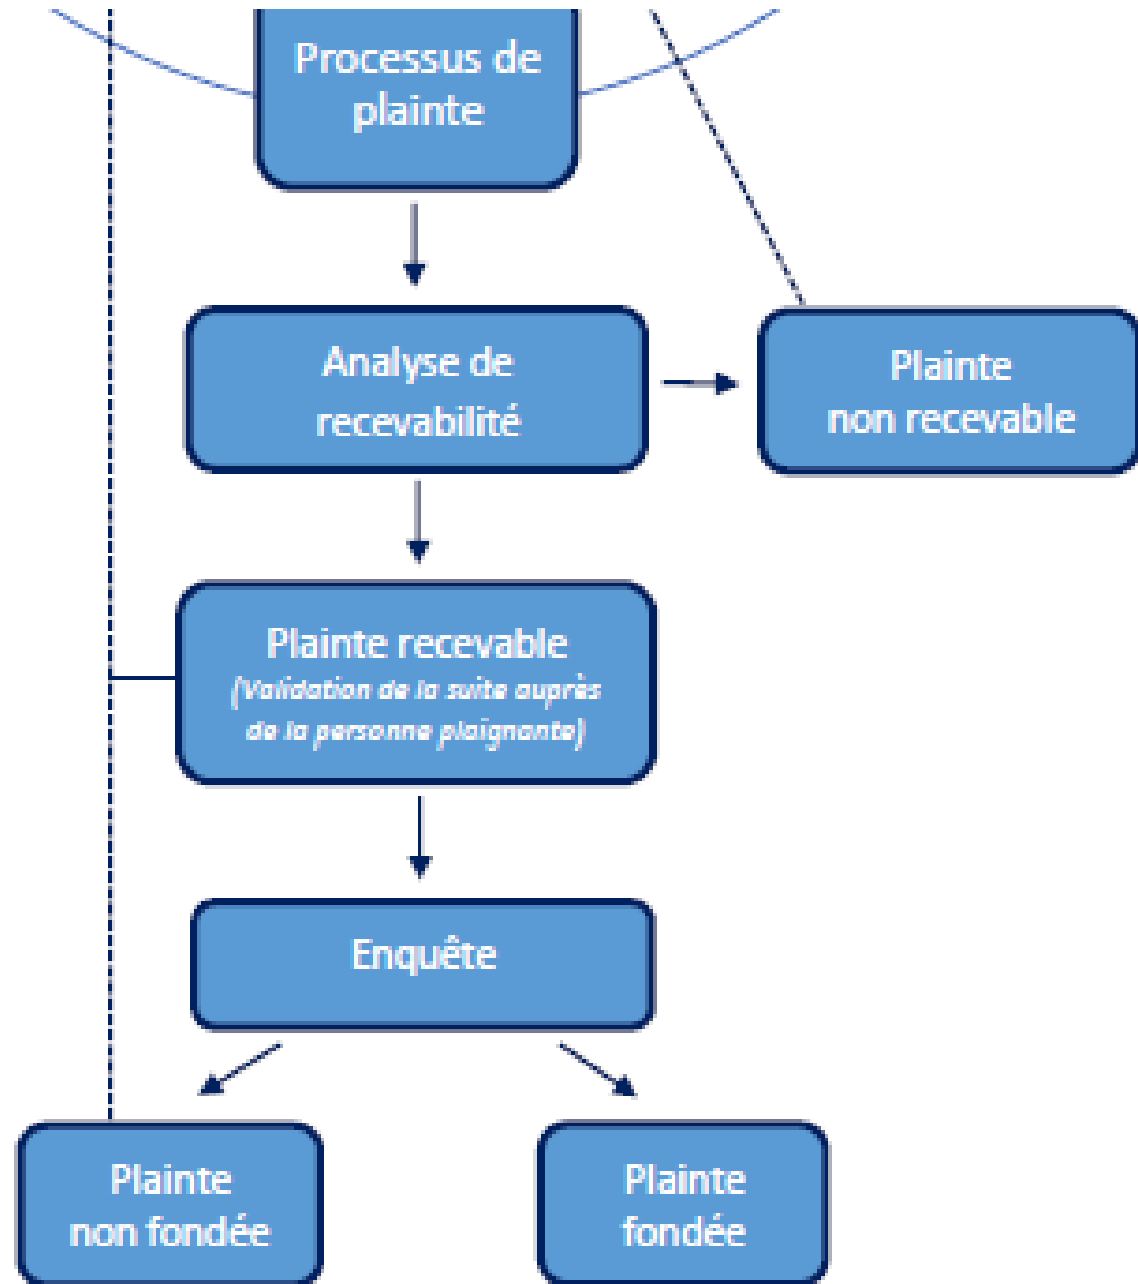 Processus de
plainte
Analyse de
recevabilité
Plainte
non recevable
Plainte recevable
(Validation de la suite auprès
de la personne plaignante)
Enquête
Plainte
non fondée
Plainte
fondée